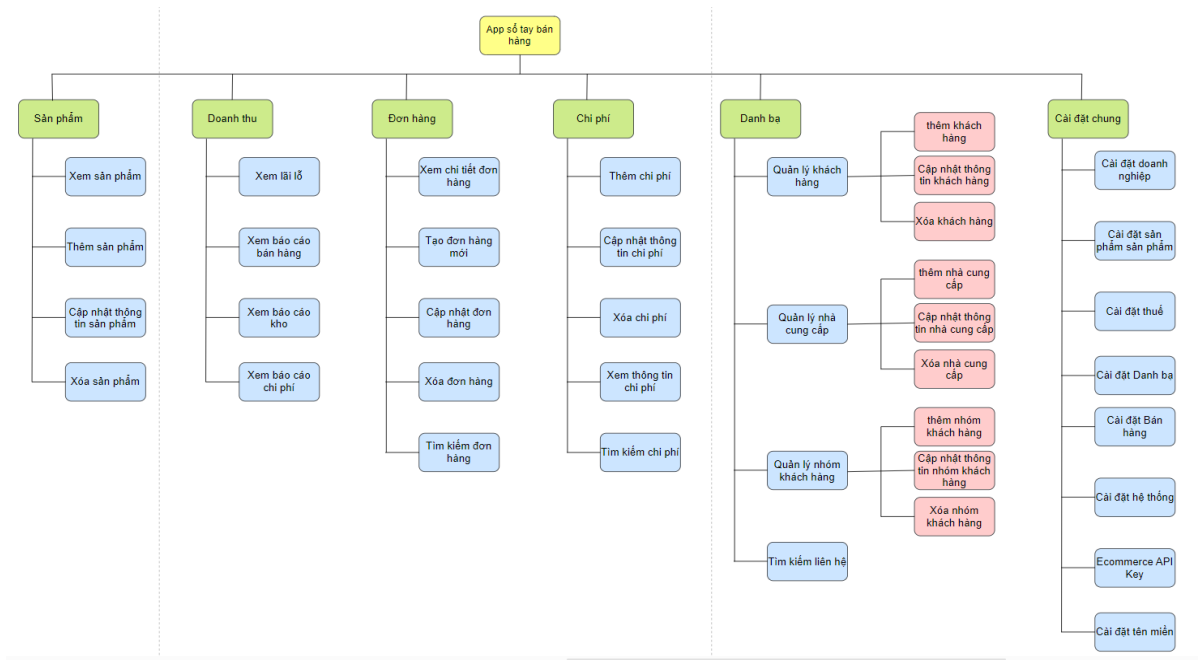 App sổ tay bán
hàng
Sản phẩm
Xem sản phẩm
Thêm sản phẩm
Cập nhật thông
tin sản phẩm
Xóa sản phẩm
Doanh thu
Xem lãi lỗ
Xem báo cáo
bán hàng
Xem báo cáo
kho
Xem báo cáo
chi phí
Đơn hàng
Xem chi tiết đơn
hàng
Tạo đơn hàng
mới
Cập nhật đơn
hàng
Xóa đơn hàng
Tìm kiếm đơn
hàng
Chi phí
Thêm chi phí
Cập nhật thông
tin chi phí
Xóa chi phí
Xem thông tin
chi phí
Tìm kiếm chi phí
Danh bạ
Quản lý khách
hàng
thêm khách
hàng
Cập nhật thông
tin khách hàng
Xóa khách hàng
Quản lý nhà
cung cấp
thêm nhà cung
cấp
Cập nhật thông
tin nhà cung cấp
Xóa nhà cung
cấp
Quản lý nhóm
khách hàng
thêm nhóm
khách hàng
Cập nhật thông
tin nhóm khách
hàng
Xóa nhóm
khách hàng
Tìm kiếm liên hệ
Cài đặt chung
Cài đặt doanh
nghiệp
Cài đặt sản
phẩm sản phẩm
Cài đặt thuế
Cài đặt Danh bạ
Cài đặt Bán
hàng
Cài đặt hệ thống
Ecommerce API
Key
Cài đặt tên miền